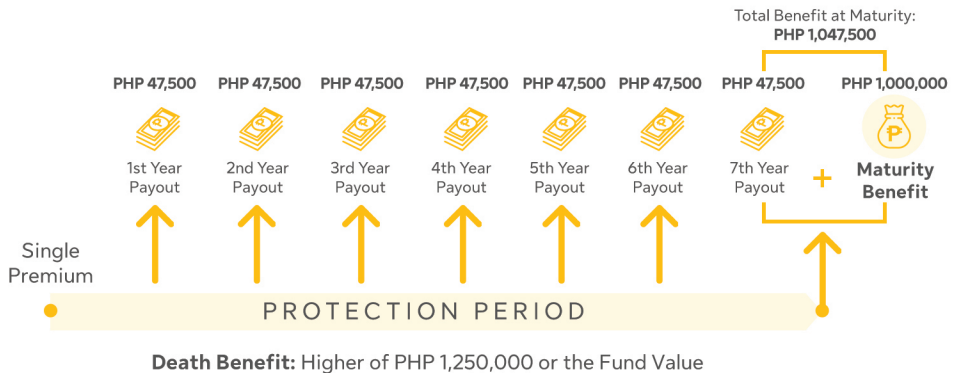 Total Benefit at Maturity:
PHP 1,047,500
PHP 47,500 PHP 47,500 PHP 47,500 PHP 47,500 PHP 47,500 PHP 47,500 PHP 47,500 PHP 1,000,000
1st Year Payout
2nd Year Payout
3rd Year Payout
4th Year Payout
5th Year Payout
6th Year Payout
7th Year Payout
+
Maturity Benefit
Single Premium
PROTECTION PERIOD
Death Benefit: Higher of PHP 1,250,000 or the Fund Value